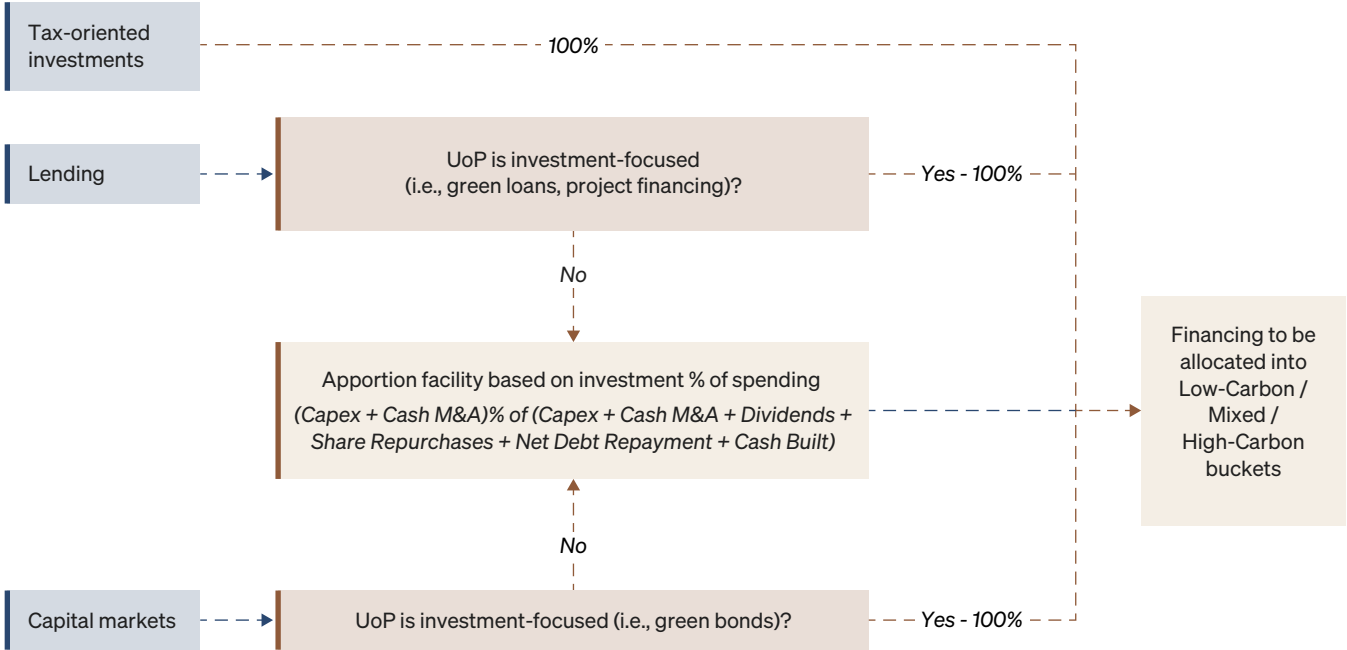 Tax-oriented
investments
100%
Lending
UoP is investment-focused
(i.e., green loans, project financing)?
Yes - 100%
No
Apportion facility based on investment % of spending
(Capex + Cash M&A)% of (Capex + Cash M&A + Dividends +
Share Repurchases + Net Debt Repayment + Cash Built)
Financing to be
allocated into
Low-Carbon /
Mixed /
High-Carbon
buckets
No
Capital markets
UoP is investment-focused (i.e., green bonds)?
Yes - 100%